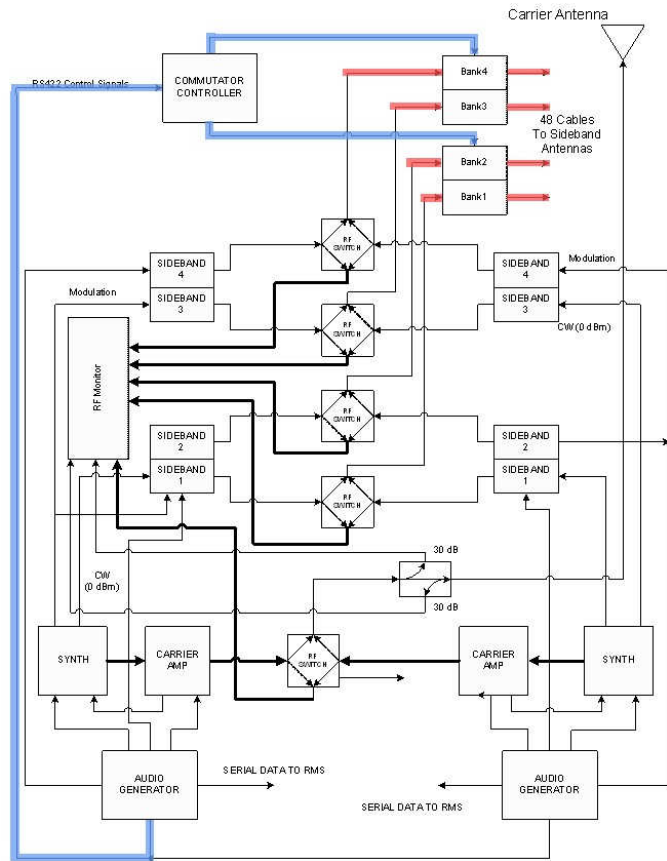 Carrier Antenna
RS422 Control Signals
COMMUTATOR
CONTROLLER
Bank4
Bank3
48 Cables
To Sideband
Antennas
Bank2
Bank1
RF
SWITCH
SIDEBAND
4
SIDEBAND
3
Modulation
SIDEBAND
4
SIDEBAND
3
Modulation
CW (0 dBm)
RF
SWITCH
RF Monitor
RF
SWITCH
SIDEBAND
2
SIDEBAND
1
SIDEBAND
2
SIDEBAND
1
RF
SWITCH
30 dB
CW
(0 dBm)
30 dB
SYNTH
CARRIER
AMP
RF
SWITCH
CARRIER
AMP
SYNTH
AUDIO
GENERATOR
SERIAL DATA TO RMS
SERIAL DATA TO RMS
AUDIO
GENERATOR